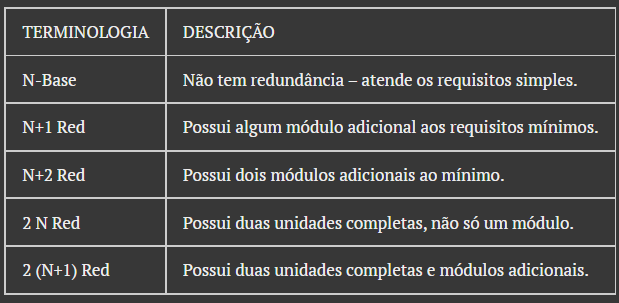 TERMINOLOGIA DESCRIÇÃO
N-Base Não tem redundância – atende os requisitos simples.
N+1 Red Possui algum módulo adicional aos requisitos mínimos.
N+2 Red Possui dois módulos adicionais ao mínimo.
2 N Red Possui duas unidades completas, não só um módulo.
2 (N+1) Red Possui duas unidades completas e módulos adicionais.